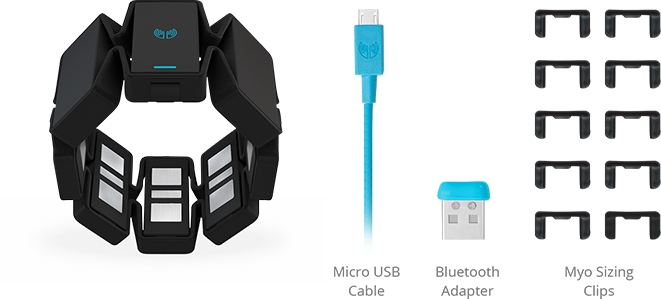 Micro USB
Cable
Bluetooth
Adapter
Myo Sizing
Clips